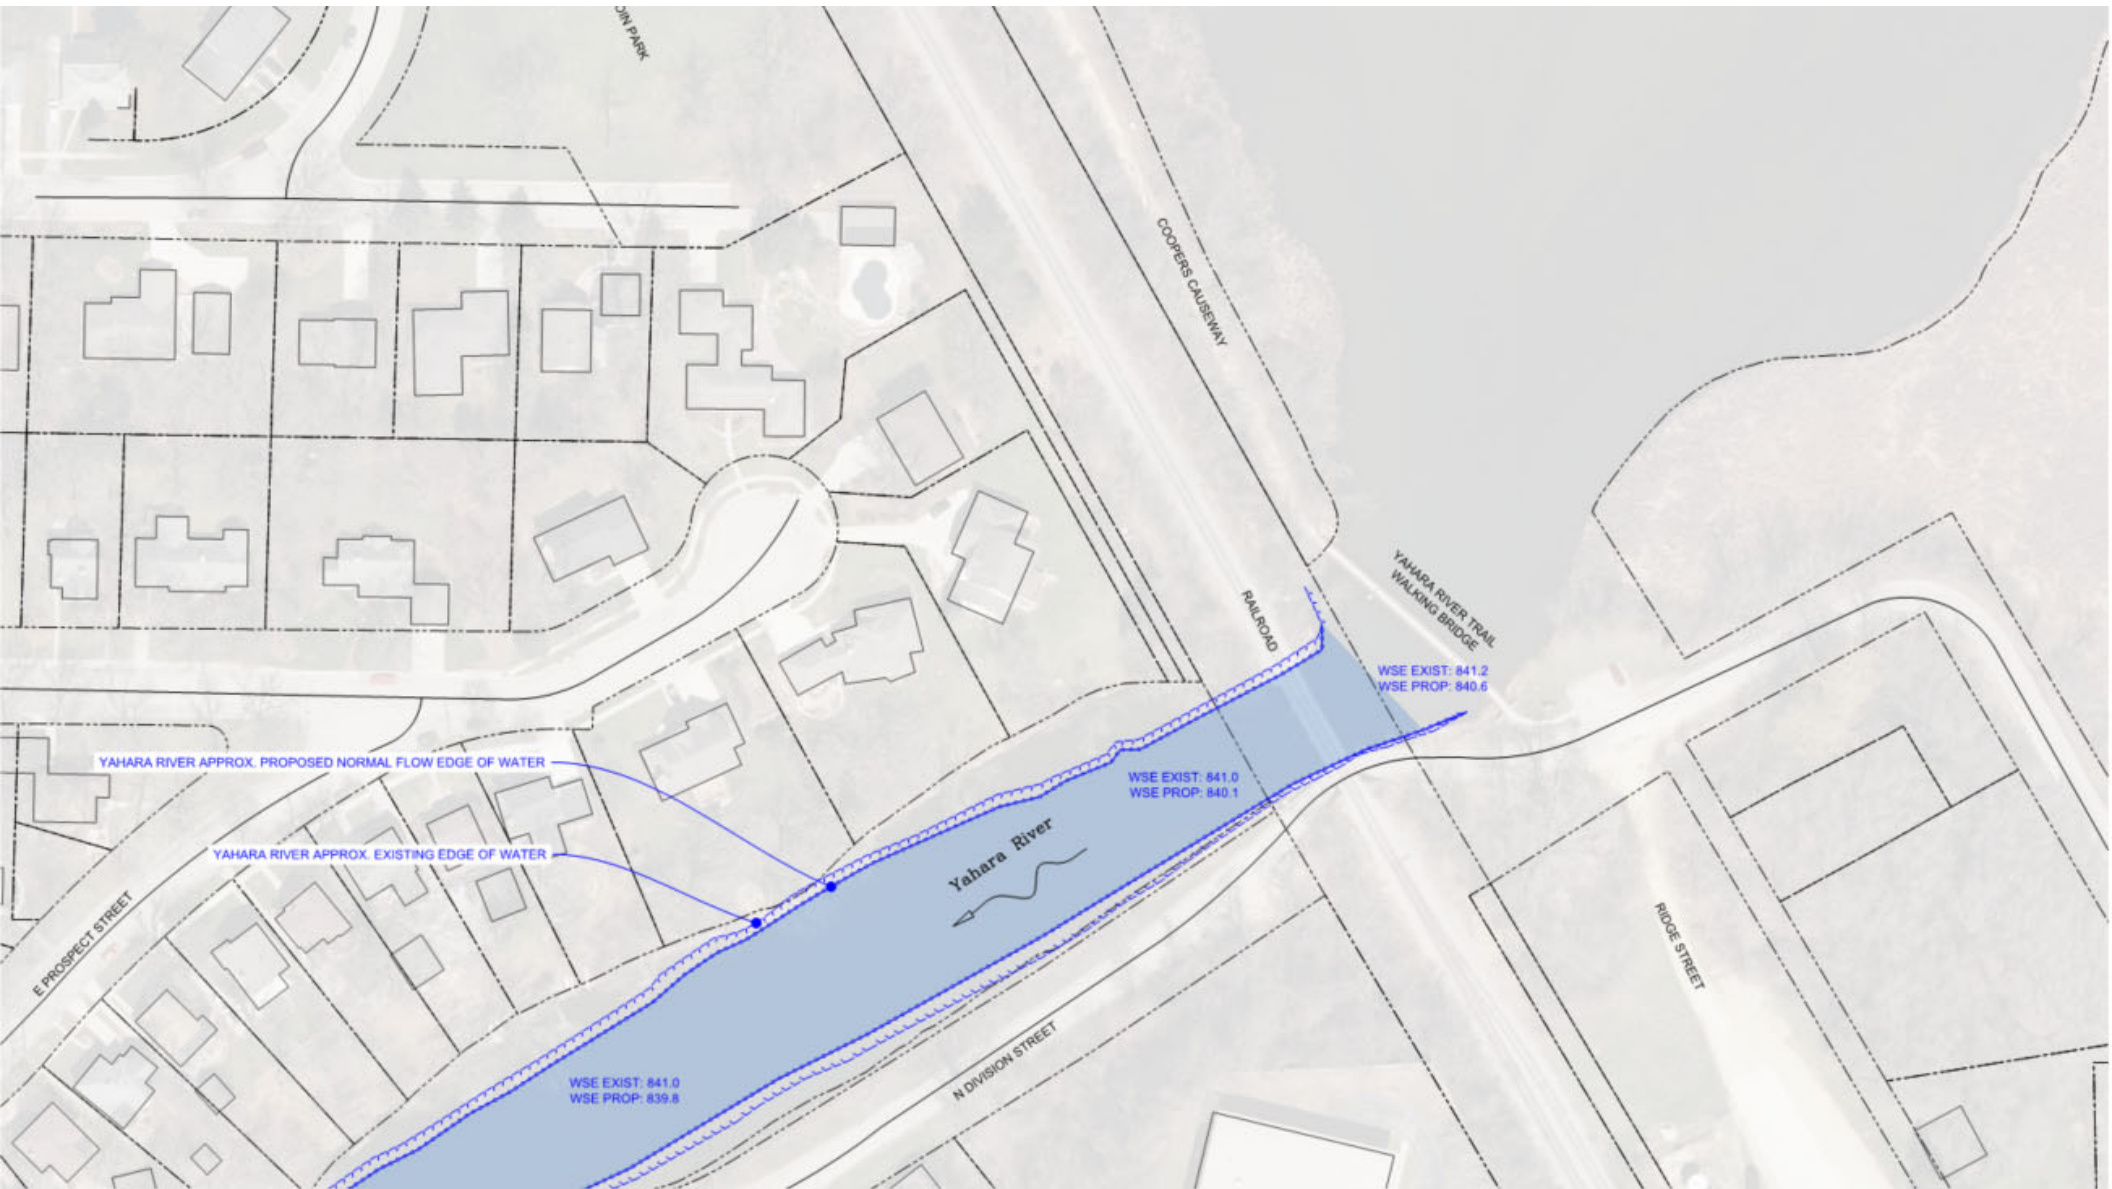 DIN PARK
COOPERS CAUSEWAY
YAHARA RIVER TRAIL
WALKING BRIDGE
RAILROAD
WSE EXIST: 841.2
WSE PROP: 840.6
YAHARA RIVER APPROX. PROPOSED NORMAL FLOW EDGE OF WATER
WSE EXIST: 841.0
WSE PROP: 840.1
Yahara River
YAHARA RIVER APPROX. EXISTING EDGE OF WATER
E PROSPECT STREET
RIDGE STREET
N DIVISION STREET
WSE EXIST: 841.0
WSE PROP: 839.8